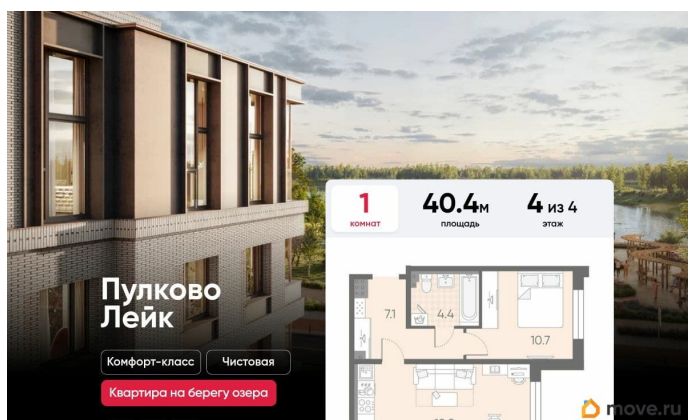 1
комнат
40.4м
площадь
4 из 4
этаж
Пулково
Лейк
Комфорт-класс
Чистовая
Квартира на берегу озера
7.1
4.4
10.7
move.ru